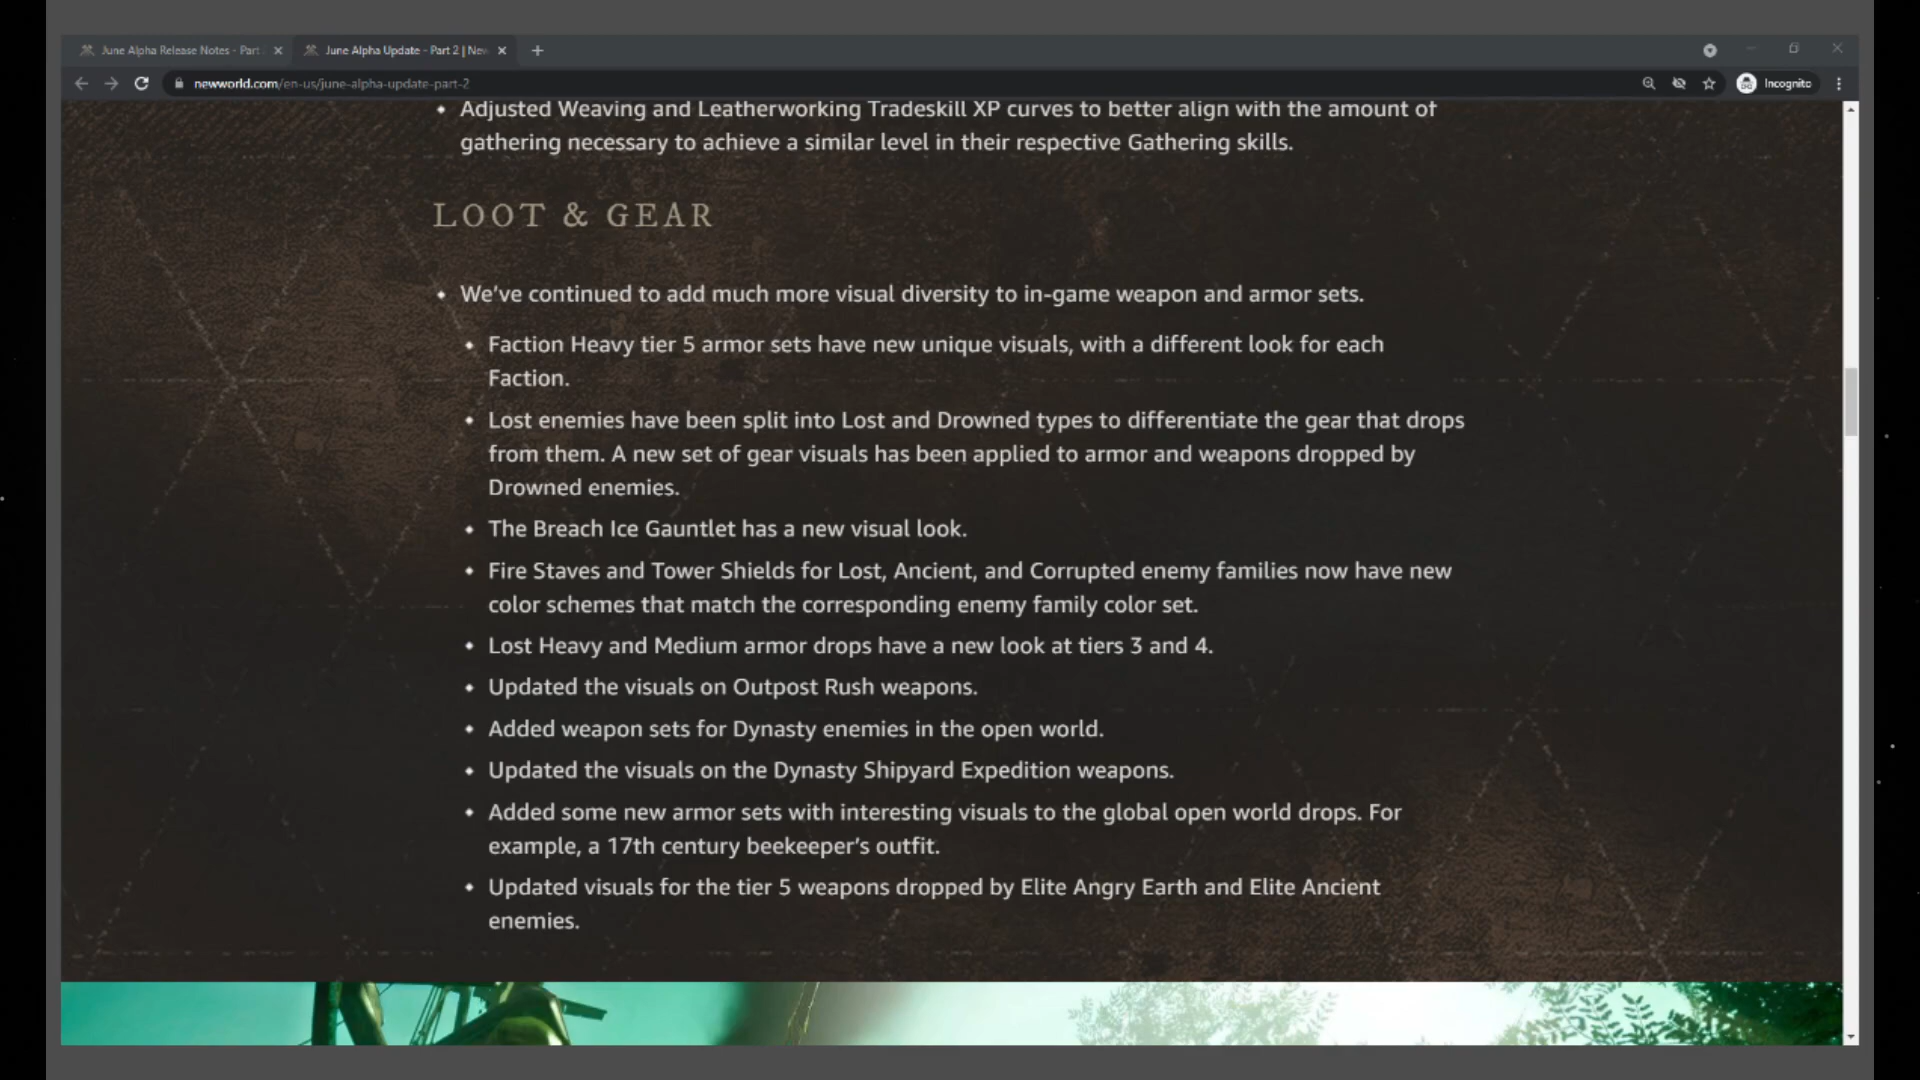 June Alpha Release Notes - Part
June Alpha Update - Part 2 | New
newworld.com/en-us/june-alpha-update-part-2
Incognito
• Adjusted Weaving and Leatherworking Tradeskill XP curves to better align with the amount of
gathering necessary to achieve a similar level in their respective Gathering skills.
LOOT & GEAR
• We've continued to add much more visual diversity to in-game weapon and armor sets.
• Faction Heavy tier 5 armor sets have new unique visuals, with a different look for each
Faction.
• Lost enemies have been split into Lost and Drowned types to differentiate the gear that drops
from them. A new set of gear visuals has been applied to armor and weapons dropped by
Drowned enemies.
• The Breach Ice Gauntlet has a new visual look.
• Fire Staves and Tower Shields for Lost, Ancient, and Corrupted enemy families now have new
color schemes that match the corresponding enemy family color set.
• Lost Heavy and Medium armor drops have a new look at tiers 3 and 4.
• Updated the visuals on Outpost Rush weapons.
• Added weapon sets for Dynasty enemies in the open world.
• Updated the visuals on the Dynasty Shipyard Expedition weapons.
• Added some new armor sets with interesting visuals to the global open world drops. For
example, a 17th century beekeeper's outfit.
• Updated visuals for the tier 5 weapons dropped by Elite Angry Earth and Elite Ancient
enemies.